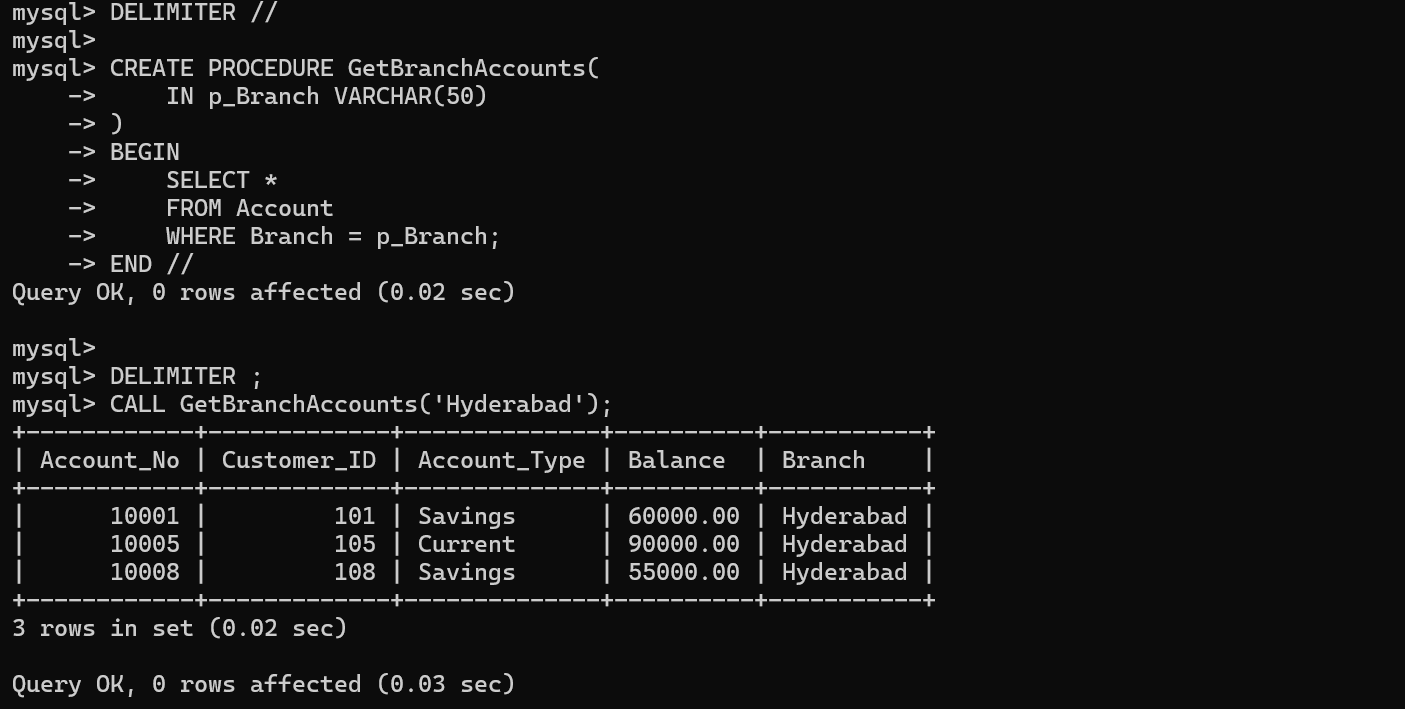 mysql> DELIMITER //
mysql>
mysql> CREATE PROCEDURE GetBranchAccounts(
    ->     IN p_Branch VARCHAR(50)
    -> )
    -> BEGIN
    ->     SELECT *
    ->     FROM Account
    ->     WHERE Branch = p_Branch;
    -> END //
Query OK, 0 rows affected (0.02 sec)

mysql>
mysql> DELIMITER ;
mysql> CALL GetBranchAccounts('Hyderabad');
+------------+-------------+--------------+----------+-----------+
| Account_No | Customer_ID | Account_Type | Balance  | Branch    |
+------------+-------------+--------------+----------+-----------+
|      10001 |         101 | Savings      | 60000.00 | Hyderabad |
|      10005 |         105 | Current      | 90000.00 | Hyderabad |
|      10008 |         108 | Savings      | 55000.00 | Hyderabad |
+------------+-------------+--------------+----------+-----------+
3 rows in set (0.02 sec)

Query OK, 0 rows affected (0.03 sec)